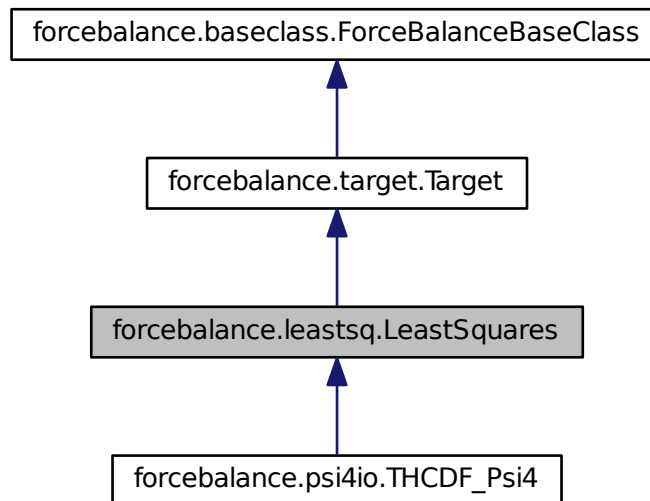 forcebalance.baseclass.ForceBalanceBaseClass
forcebalance.target.Target
forcebalance.leastsq.LeastSquares
forcebalance.psi4io.THCDF_Psi4